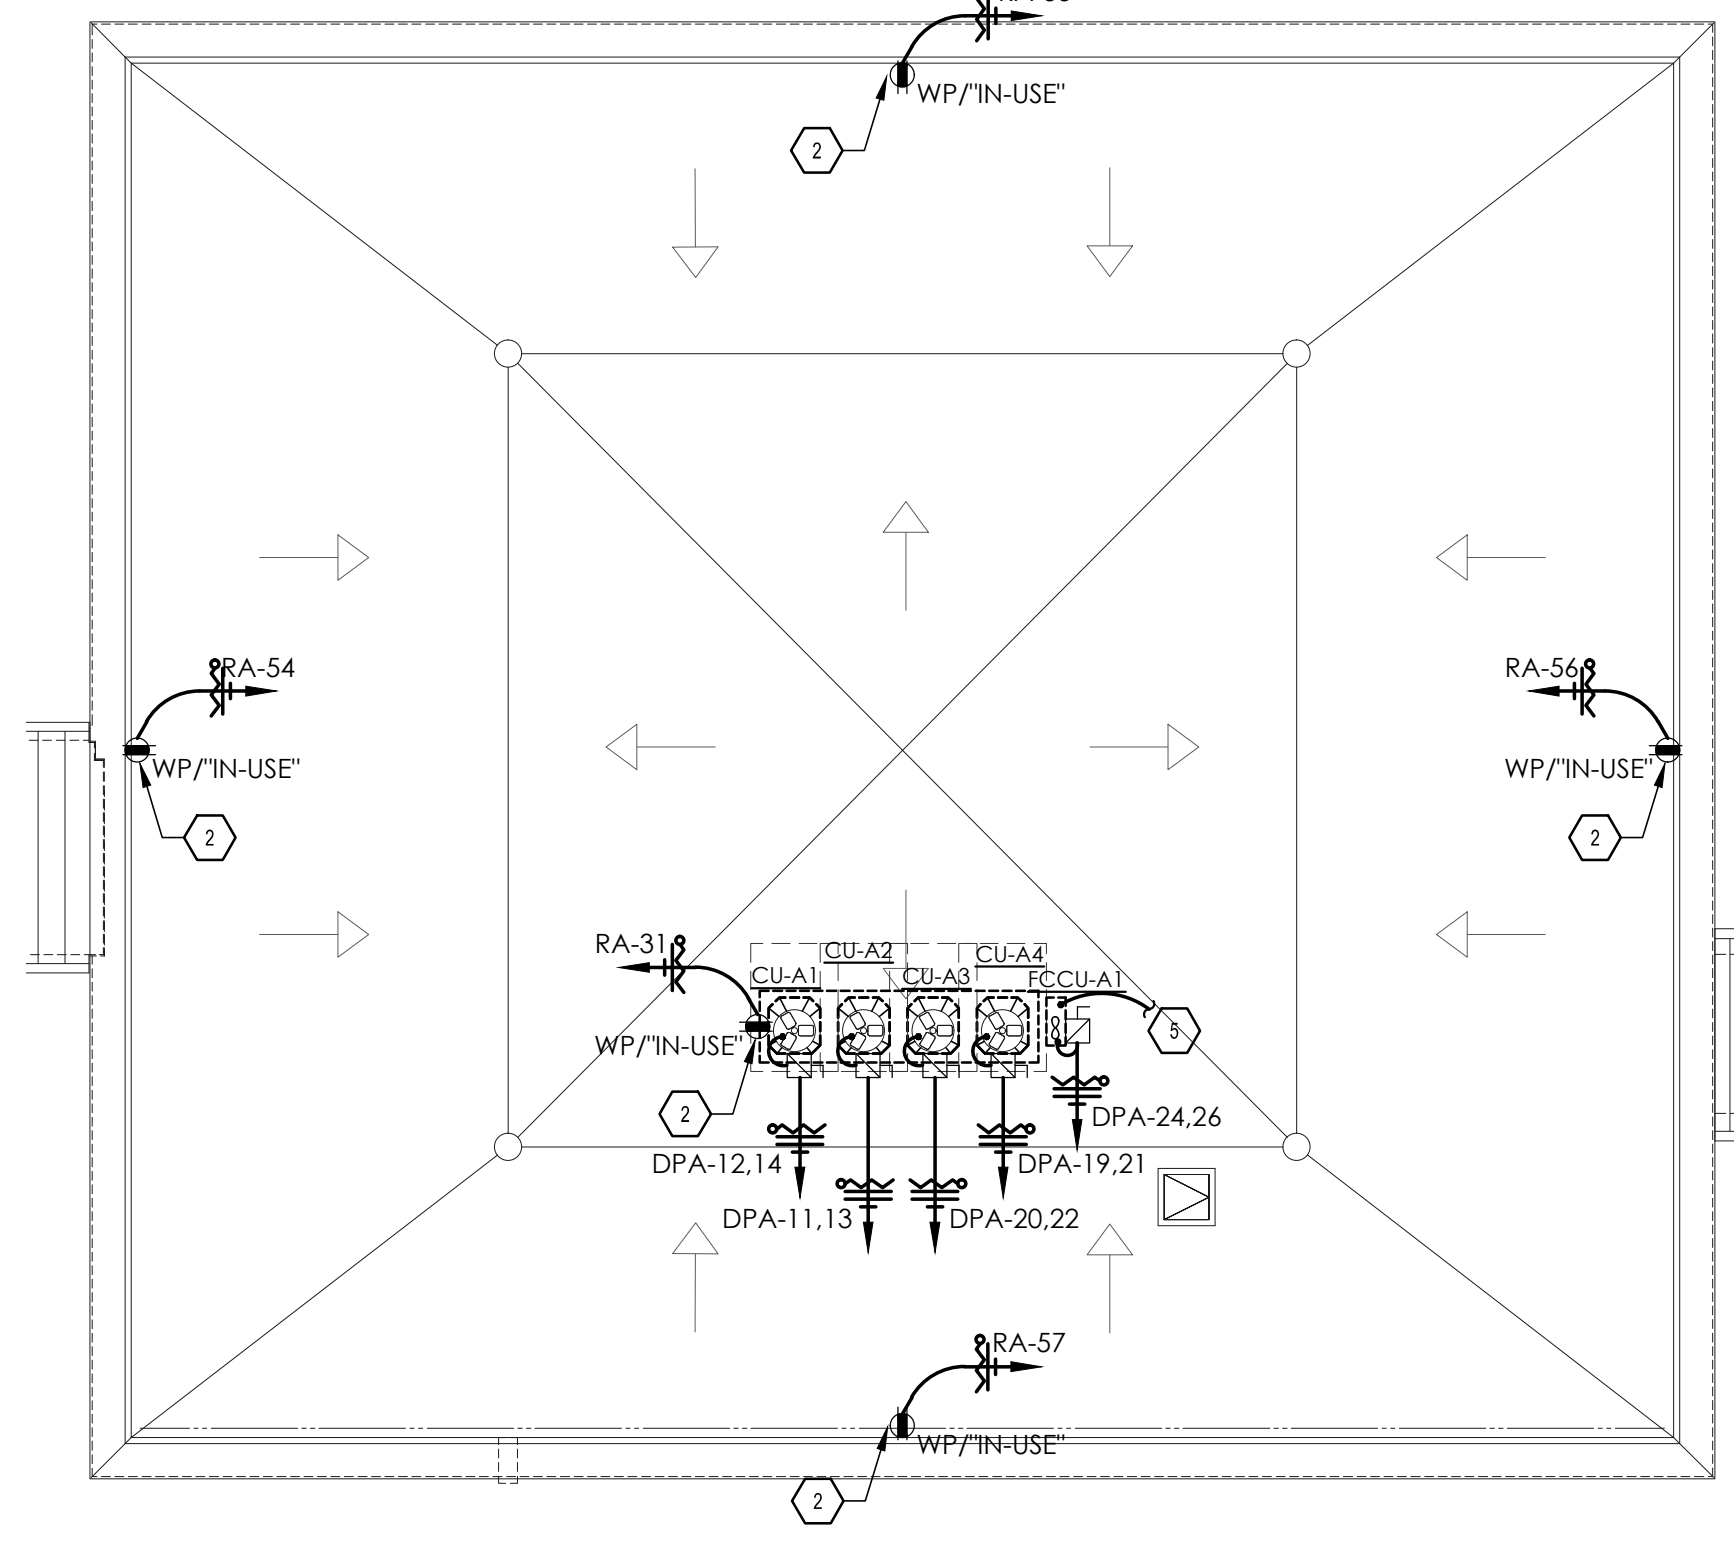 WP/"IN-USE"
2
RA-54
WP/"IN-USE"
2
RA-56
WP/"IN-USE"
2
RA-31
WP/"IN-USE"
2
CU-A1
CU-A2
CU-A3
CU-A4
FCCU-A1
5
DPA-24,26
DPA-12,14
DPA-19,21
DPA-11,13
DPA-20,22
RA-57
WP/"IN-USE"
2